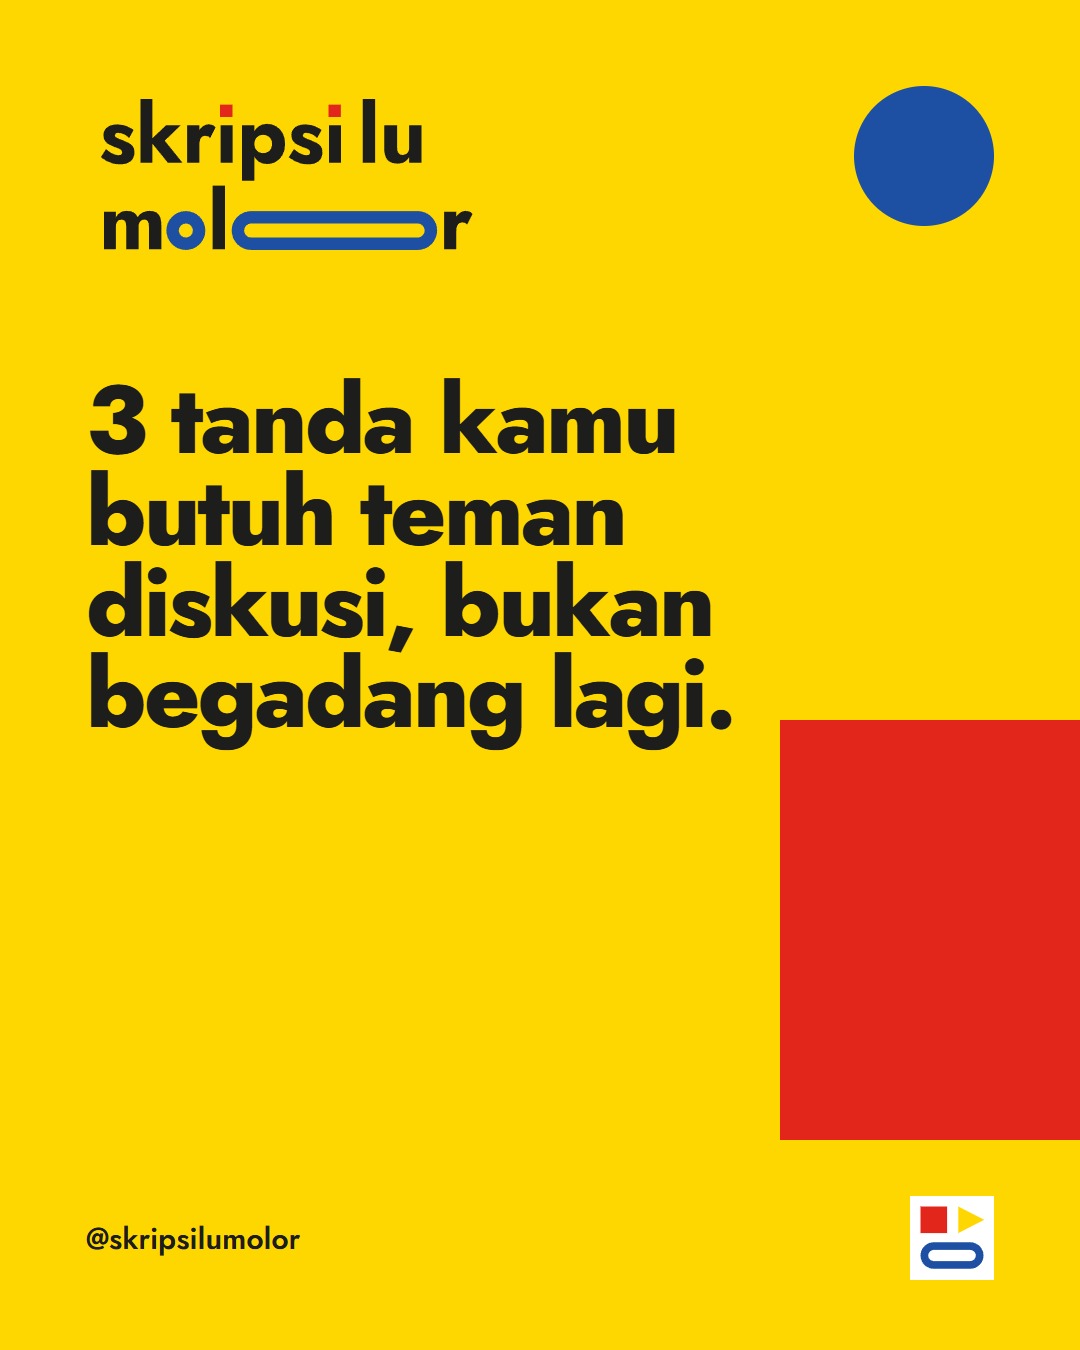 skripsi lu
molor
3 tanda kamu
butuh teman
diskusi, bukan
begadang lagi.
@skripsilumolor